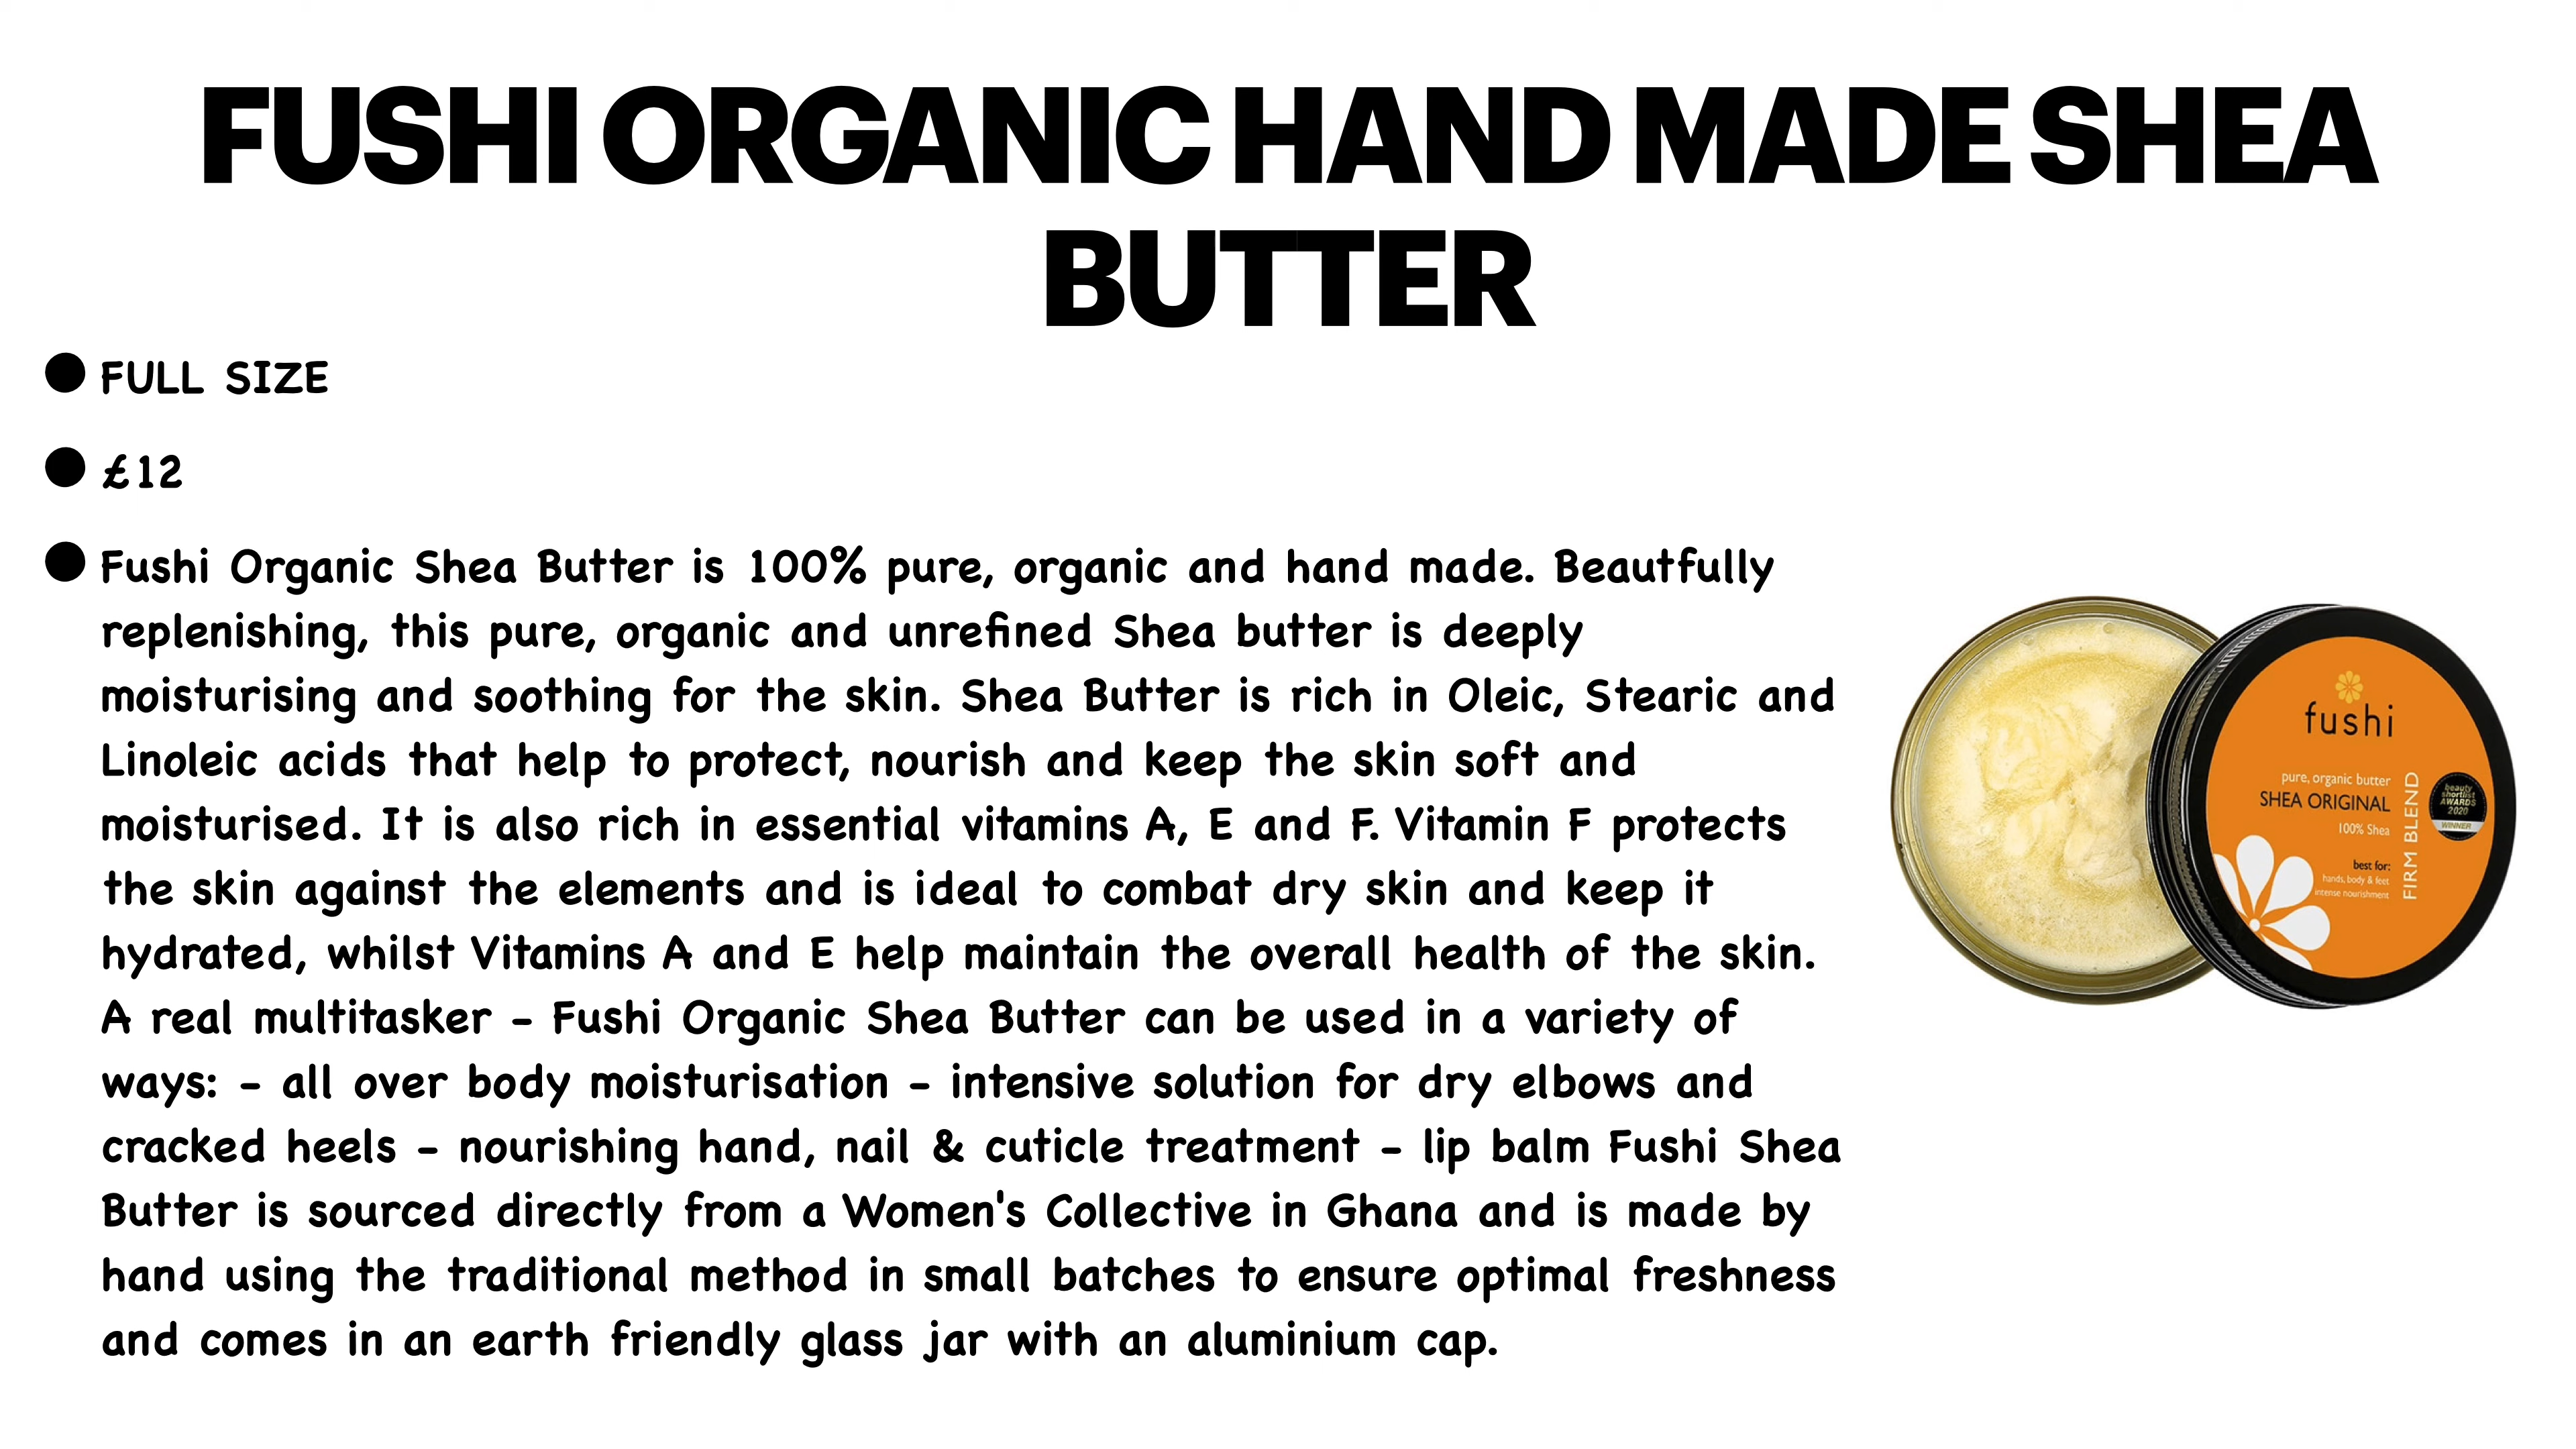 FUSHI ORGANIC HAND MADE SHEA
BUTTER
● FULL SIZE
● £12
● Fushi Organic Shea Butter is 100% pure, organic and hand made. Beautfully
replenishing, this pure, organic and unrefined Shea butter is deeply
moisturising and soothing for the skin. Shea Butter is rich in Oleic, Stearic and
Linoleic acids that help to protect, nourish and keep the skin soft and
moisturised. It is also rich in essential vitamins A, E and F. Vitamin F protects
the skin against the elements and is ideal to combat dry skin and keep it
hydrated, whilst Vitamins A and E help maintain the overall health of the skin.
A real multitasker - Fushi Organic Shea Butter can be used in a variety of
ways: - all over body moisturisation - intensive solution for dry elbows and
cracked heels - nourishing hand, nail & cuticle treatment - lip balm Fushi Shea
Butter is sourced directly from a Women's Collective in Ghana and is made by
hand using the traditional method in small batches to ensure optimal freshness
and comes in an earth friendly glass jar with an aluminium cap.
fushi
pure, organic butter
SHEA ORIGINAL
100% Shea
best for:
hands, body & feet
intense nourishment
FIRM BLEND
beauty
shortlist
AWARDS
2020
WINNER